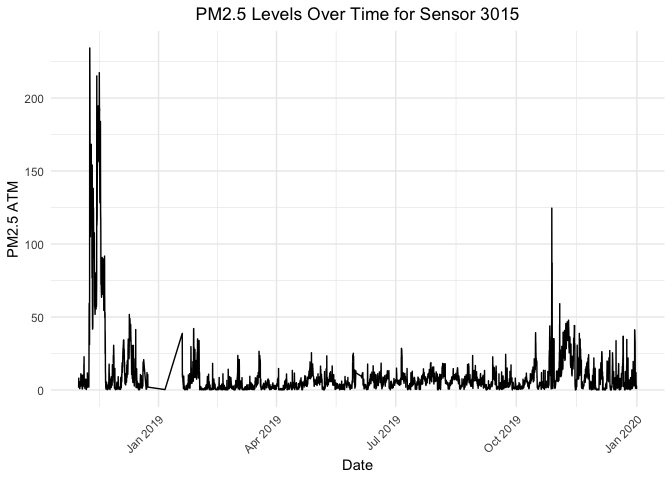 PM2.5 Levels Over Time for Sensor 3015
PM2.5 ATM
200
150
100
50
0
Jan 2019
Apr 2019
Jul 2019
Oct 2019
Jan 2020
Date